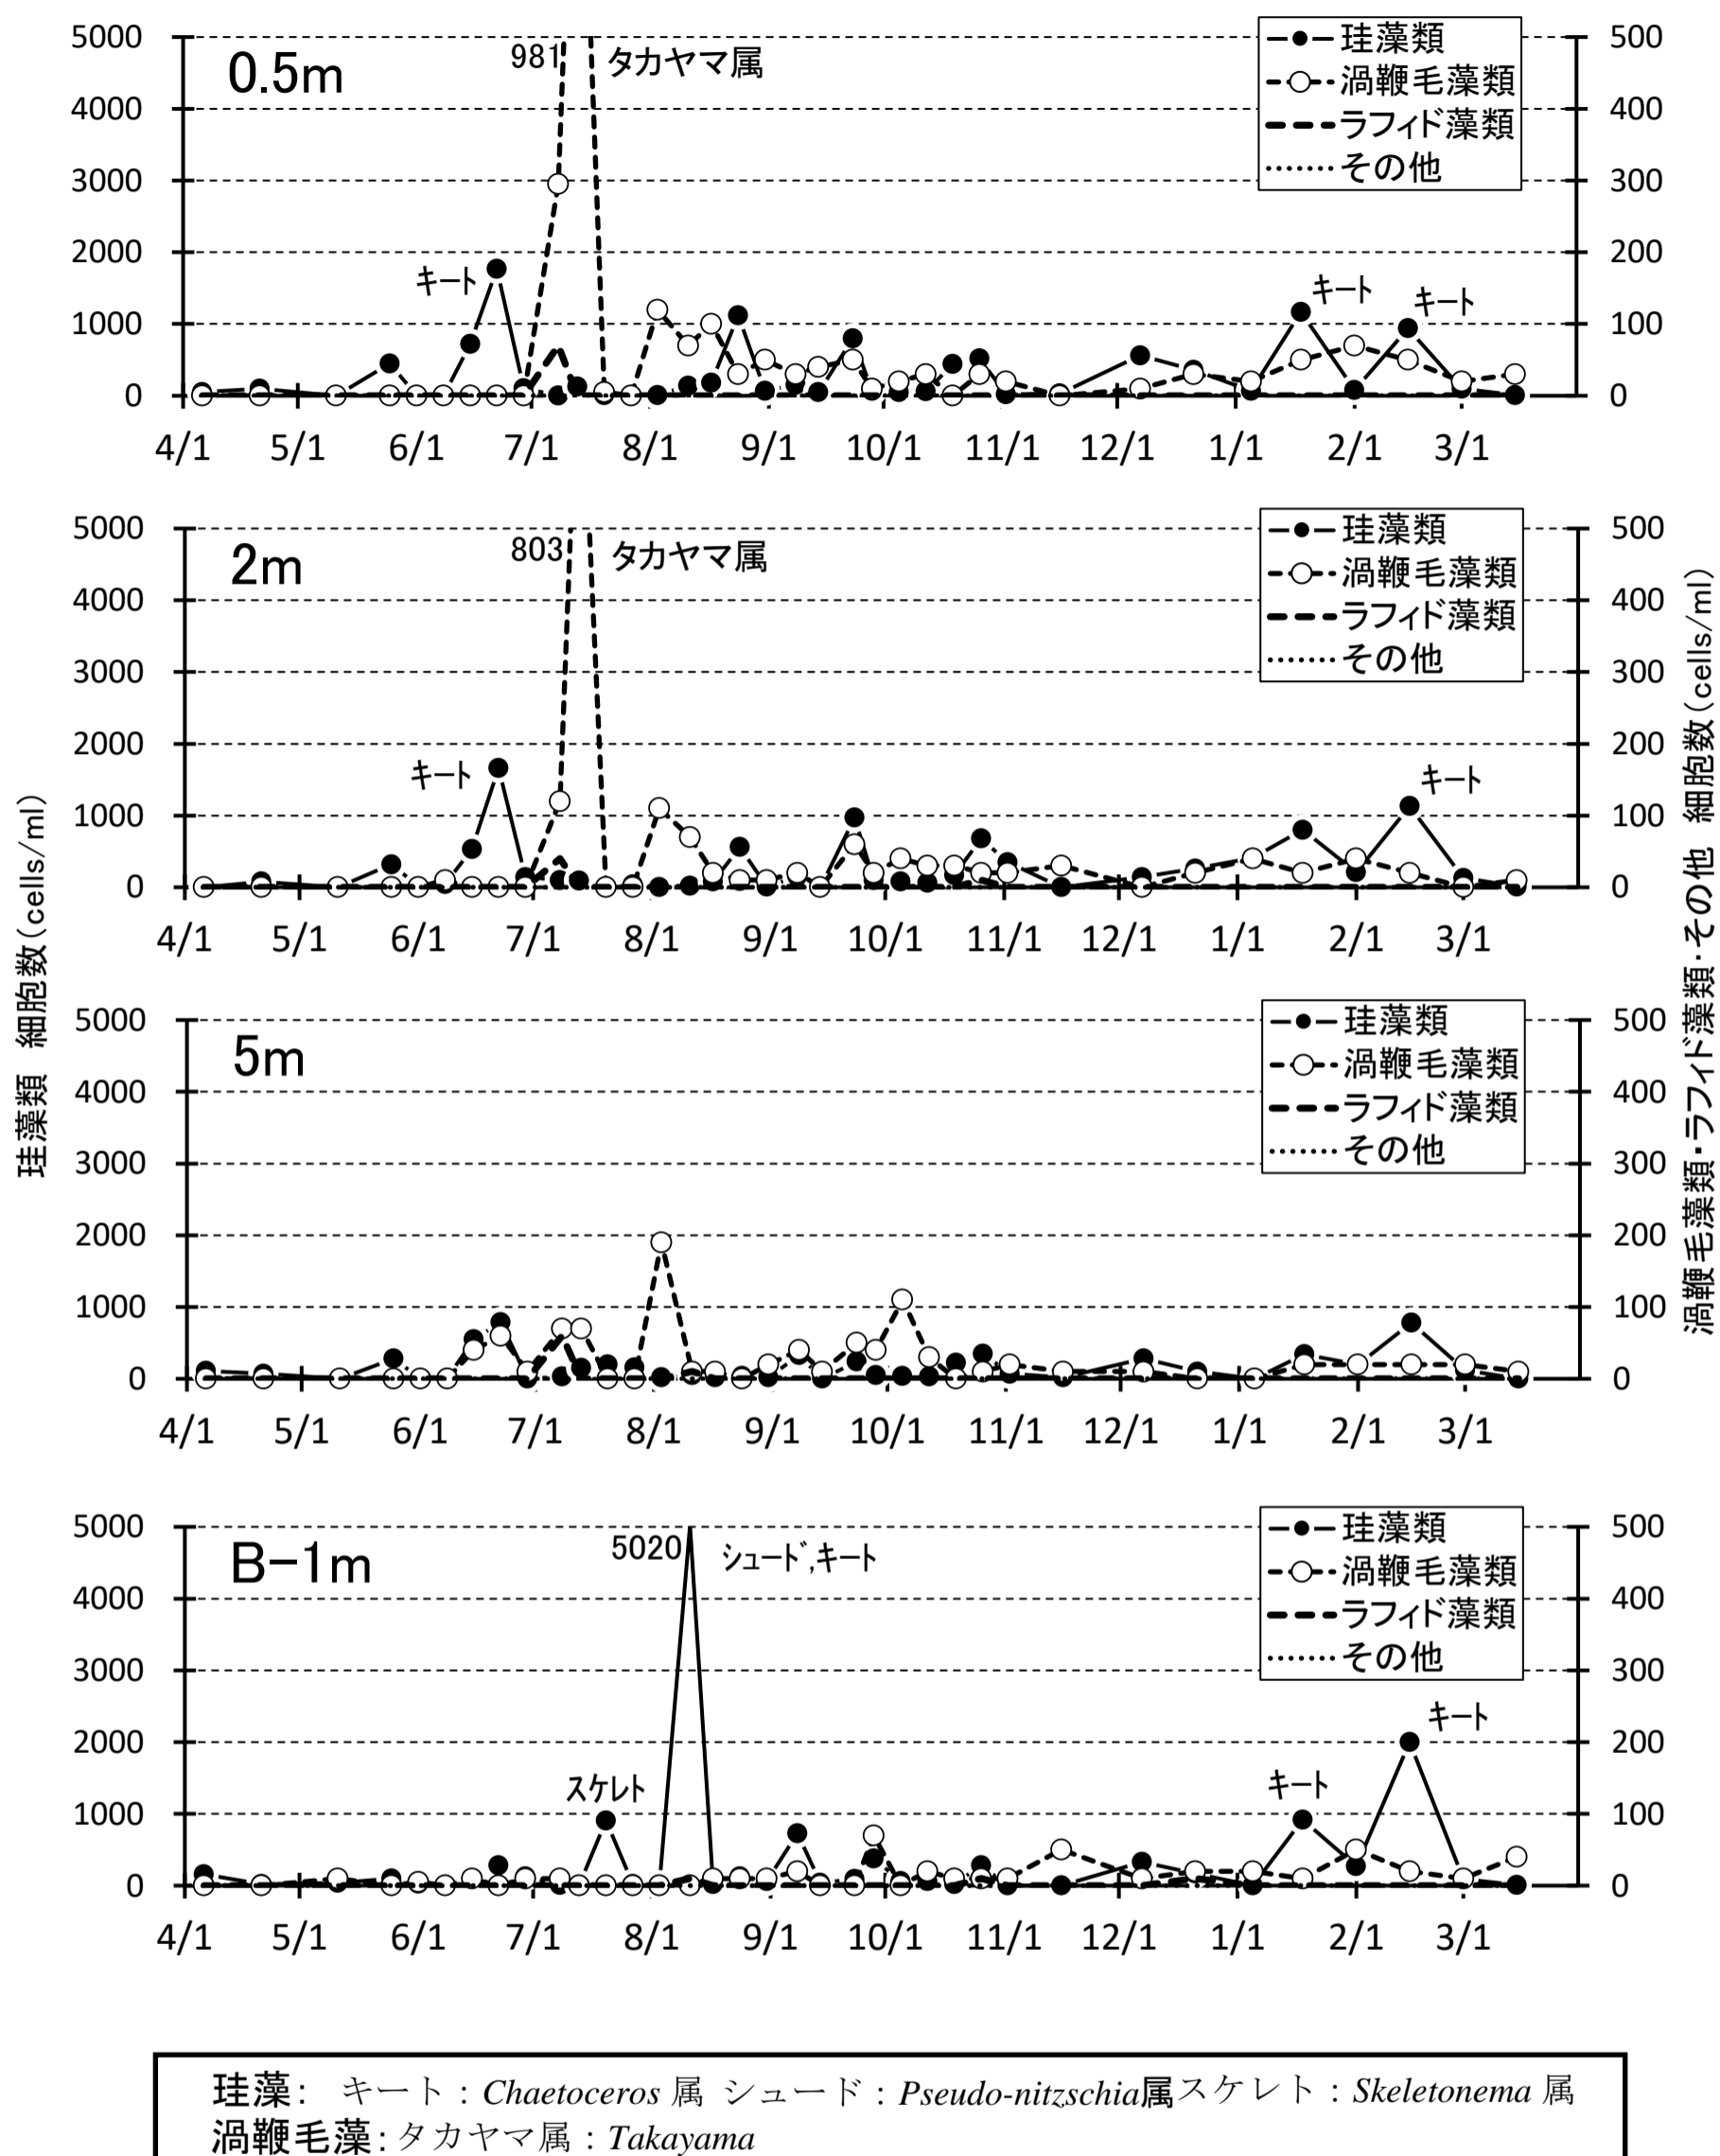 珪藻類 細胞数(cells/ml)
渦鞭毛藻類・ラフィド藻類・その他 細胞数(cells/ml)
0.5m
981 タカヤマ属
キート
キート
キート
珪藻類
渦鞭毛藻類
ラフィド藻類
その他
5000 500
4000 400
3000 300
2000 200
1000 100
0 0
4/1 5/1 6/1 7/1 8/1 9/1 10/1 11/1 12/1 1/1 2/1 3/1
2m
803 タカヤマ属
キート
キート
珪藻類
渦鞭毛藻類
ラフィド藻類
その他
5000 500
4000 400
3000 300
2000 200
1000 100
0 0
4/1 5/1 6/1 7/1 8/1 9/1 10/1 11/1 12/1 1/1 2/1 3/1
5m
珪藻類
渦鞭毛藻類
ラフィド藻類
その他
5000 500
4000 400
3000 300
2000 200
1000 100
0 0
4/1 5/1 6/1 7/1 8/1 9/1 10/1 11/1 12/1 1/1 2/1 3/1
B-1m
5020 シュード,キート
スケレト
キート
キート
珪藻類
渦鞭毛藻類
ラフィド藻類
その他
5000 500
4000 400
3000 300
2000 200
1000 100
0 0
4/1 5/1 6/1 7/1 8/1 9/1 10/1 11/1 12/1 1/1 2/1 3/1
珪藻: キート:Chaetoceros 属 シュード:Pseudo-nitzschia属スケレト:Skeletonema 属
渦鞭毛藻:タカヤマ属:Takayama